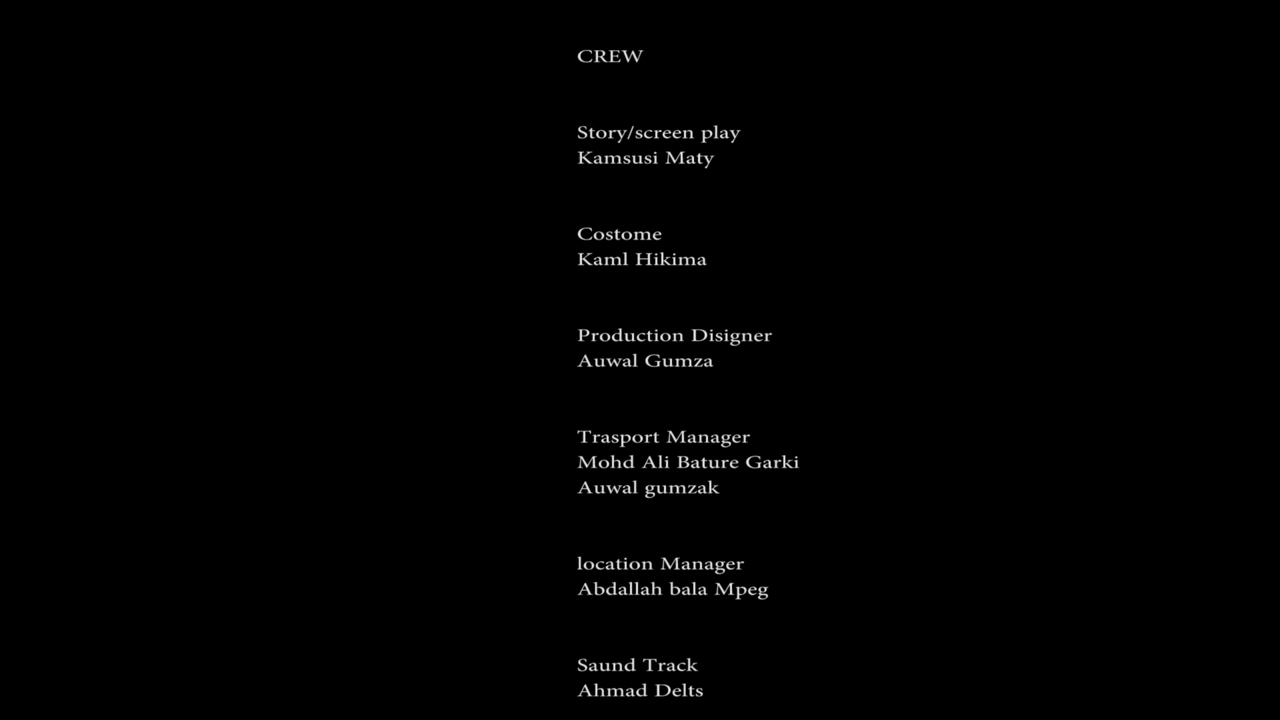 CREW
Story/screen play
Kamsusi Maty
Costome
Kaml Hikima
Production Disigner
Auwal Gumza
Trasport Manager
Mohd Ali Bature Garki
Auwal gumzak
location Manager
Abdallah bala Mpeg
Saund Track
Ahmad Delts